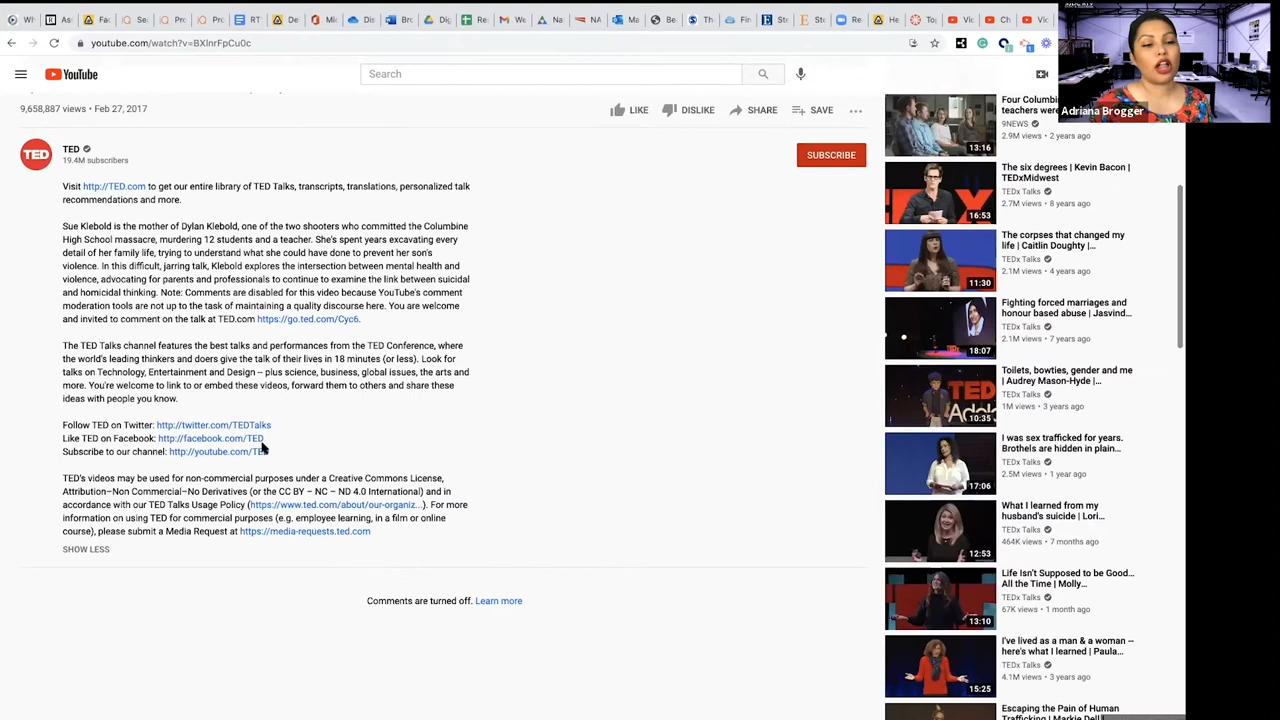 youtube.com/watch?v=BXlnrFpCu0c
YouTube
Search
Adriana Brogger
9,658,887 views • Feb 27, 2017
LIKE
DISLIKE
SHARE
SAVE
TED
TED
19.4M subscribers
SUBSCRIBE
Visit http://TED.com to get our entire library of TED Talks, transcripts, translations, personalized talk
recommendations and more.
Sue Klebold is the mother of Dylan Klebold, one of the two shooters who committed the Columbine
High School massacre, murdering 12 students and a teacher. She's spent years excavating every
detail of her family life, trying to understand what she could have done to prevent her son's
violence. In this difficult, jarring talk, Klebold explores the intersection between mental health and
violence, advocating for parents and professionals to continue to examine the link between suicidal
and homicidal thinking. Note: Comments are disabled for this video because YouTube's comment
moderation tools are not up to the task of maintaining a quality discourse here. You are welcome
and invited to comment on the talk at TED.com https://go.ted.com/Cyc6.
The TED Talks channel features the best talks and performances from the TED Conference, where
the world's leading thinkers and doers give the talk of their lives in 18 minutes (or less). Look for
talks on Technology, Entertainment and Design -- plus science, business, global issues, the arts and
more. You're welcome to link to or embed these videos, forward them to others and share these
ideas with people you know.
Follow TED on Twitter: http://twitter.com/TEDTalks
Like TED on Facebook: http://facebook.com/TED
Subscribe to our channel: http://youtube.com/TE
TED's videos may be used for non-commercial purposes under a Creative Commons License,
Attribution–Non Commercial–No Derivatives (or the CC BY – NC – ND 4.0 International) and in
accordance with our TED Talks Usage Policy (https://www.ted.com/about/our-organiz...). For more
information on using TED for commercial purposes (e.g. employee learning, in a film or online
course), please submit a Media Request at https://media-requests.ted.com
SHOW LESS
Comments are turned off. Learn more
Four Columbi
teachers were
9NEWS
2.9M views • 2 years ago
13:16
The six degrees | Kevin Bacon |
TEDxMidwest
TEDx Talks
2.7M views • 8 years ago
16:53
The corpses that changed my
life | Caitlin Doughty |...
TEDx Talks
2.1M views • 4 years ago
11:30
Fighting forced marriages and
honour based abuse | Jasvind...
TEDx Talks
2.1M views • 7 years ago
18:07
Toilets, bowties, gender and me
| Audrey Mason-Hyde |...
TEDx Talks
1M views • 3 years ago
10:35
I was sex trafficked for years.
Brothels are hidden in plain...
TEDx Talks
2.5M views • 1 year ago
17:06
What I learned from my
husband's suicide | Lori...
TEDx Talks
464K views • 7 months ago
12:53
Life Isn't Supposed to be Good...
All the Time | Molly...
TEDx Talks
67K views • 1 month ago
13:10
I've lived as a man & a woman --
here's what I learned | Paula...
TEDx Talks
4.1M views • 3 years ago
15:25
Escaping the Pain of Human
Trafficking | Markie Dell